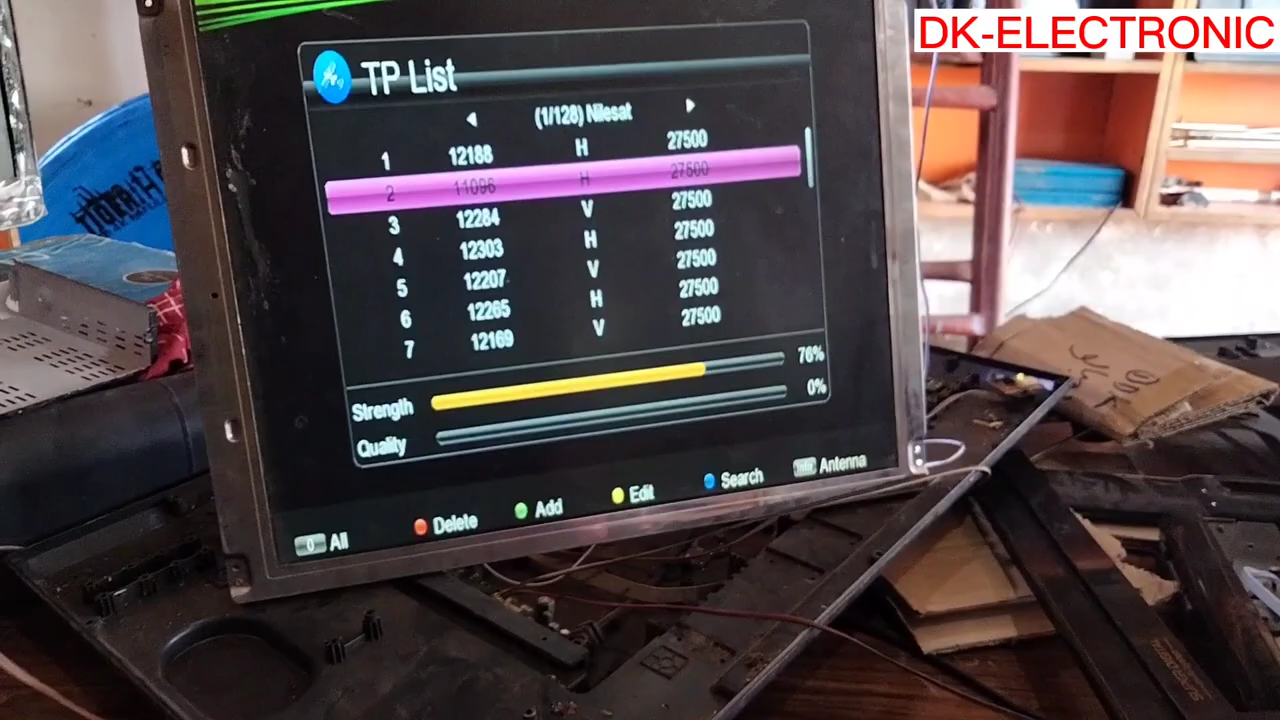 DK-ELECTRONIC
TP List
(1/128) Nilesat
1 12188 H 27500
2 11096 H 27500
3 12284 V 27500
4 12303 H 27500
5 12207 V 27500
6 12265 H 27500
7 12169 V 27500
Strength 76%
Quality 0%
0 All Delete Add Edit Search Info Antenna